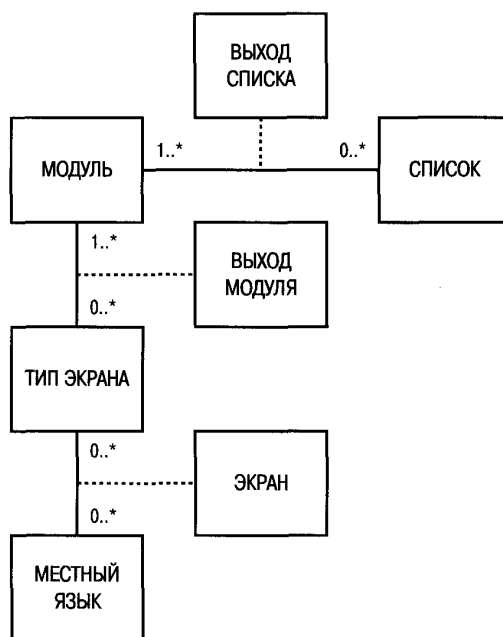 ВЫХОД
СПИСКА
МОДУЛЬ
1..*
0..*
СПИСОК
1..*
ВЫХОД
МОДУЛЯ
0..*
ТИП ЭКРАНА
0..*
ЭКРАН
0..*
МЕСТНЫЙ
ЯЗЫК